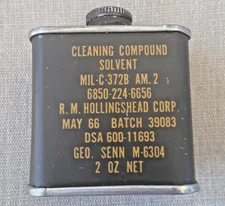 CLEANING COMPOUND
SOLVENT
MIL-C-372B AM.2
6850-224-6656
R.M. HOLLINGSHEAD CORP.
MAY 66 BATCH 39083
DSA 600-11693
GEO. SENN M-6304
2 OZ NET